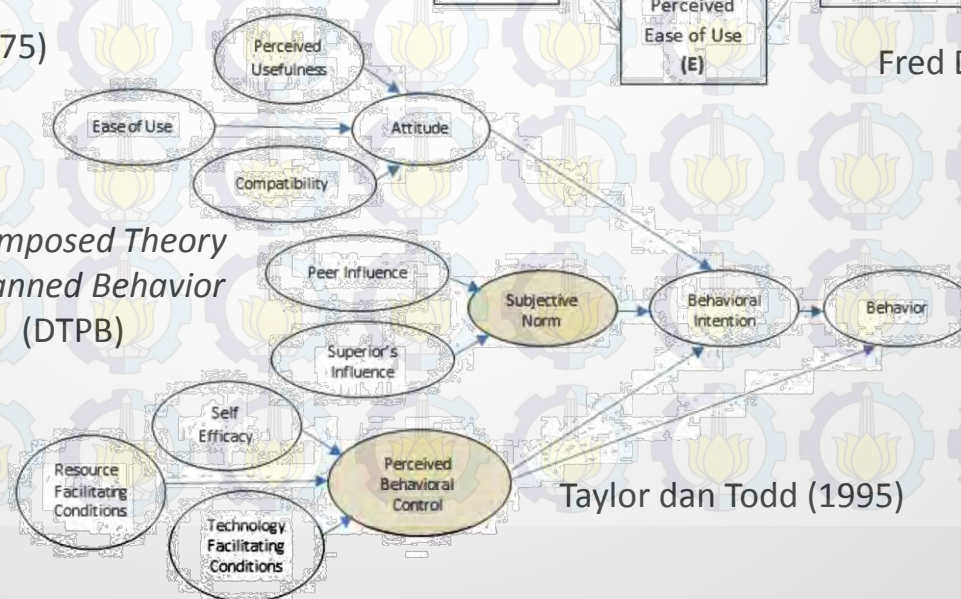 Perceived
Ease of Use
(E)
75)
Fred
Perceived
Usefulness
Ease of Use
Attitude
Compatibility
mposed Theory
anned Behavior
(DTPB)
Peer Influence
Subjective
Norm
Behavioral
Intention
Behavior
Superior's
Influence
Self
Efficacy
Resource
Facilitating
Conditions
Perceived
Behavioral
Control
Technology
Facilitating
Conditions
Taylor dan Todd (1995)